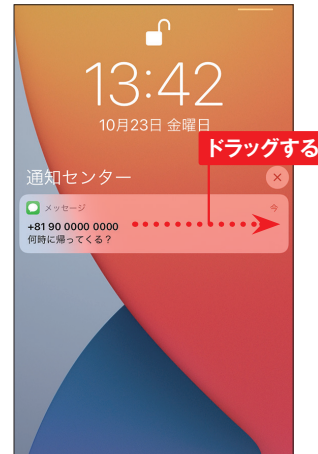 13:42
10月23日 金曜日
ドラッグする
通知センター
メッセージ
今
+81 90 0000 0000
何時に帰ってくる？